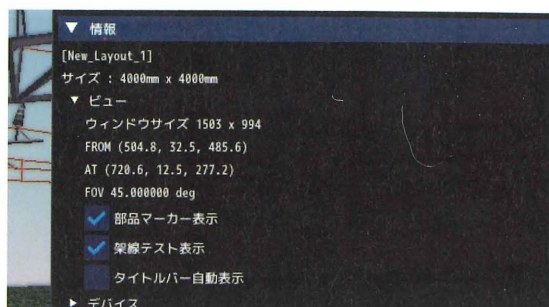 ▼ 情報
[New_Layout_1]
サイズ : 4000mm x 4000mm
▼ ビュー
ウィンドウサイズ 1503 x 994
FROM (504.8, 32.5, 485.6)
AT (720.6, 12.5, 277.2)
FOV 45.000000 deg
部品マーカー表示
架線テスト表示
タイトルバー自動表示
▶ デバイス